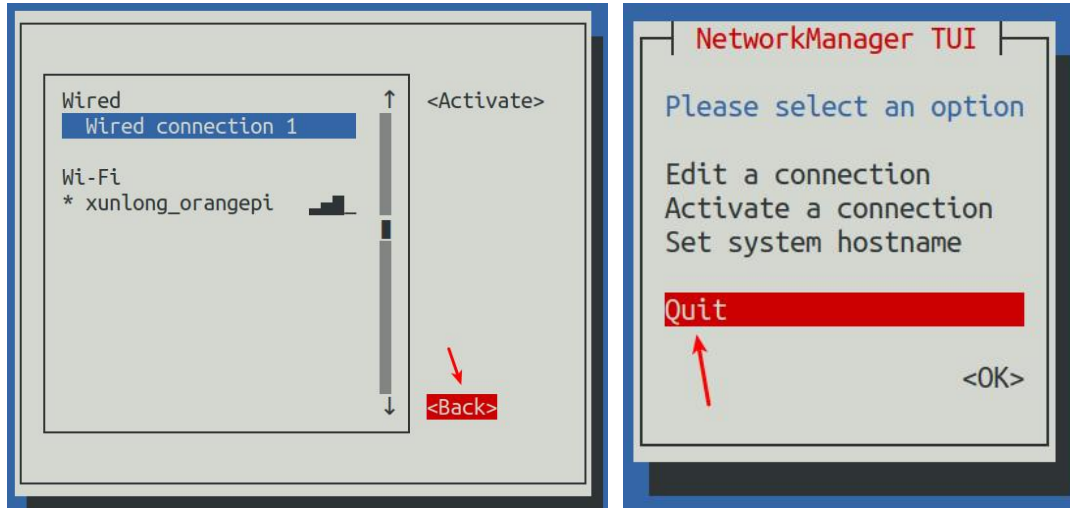 Wired
Wired connection 1
Wi-Fi
* xunlong_orangepi
<Activate>
<Back>
NetworkManager TUI
Please select an option
Edit a connection
Activate a connection
Set system hostname
Quit
<OK>